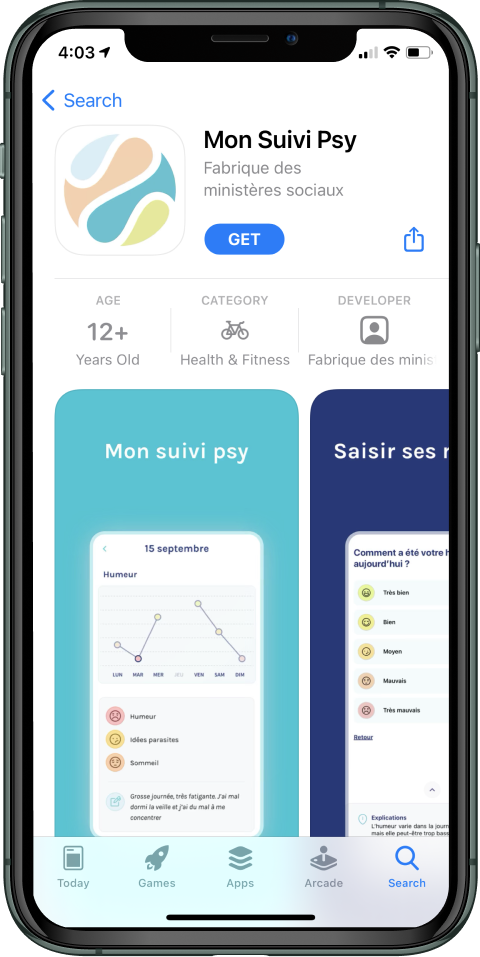 4:03
Search
Mon Suivi Psy
Fabrique des
ministères sociaux
GET
AGE
CATEGORY
DEVELOPER
12+
Years Old
Health & Fitness
Fabrique des minis
Mon suivi psy
15 septembre
Humeur
LUN MAR MER JEU VEN SAM DIM
Humeur
Idées parasites
Sommeil
Grosse journée, très fatigante. J'ai mal
dormi la veille et j'ai du mal à me
concentrer
Saisir ses
Comment a été votre
aujourd'hui ?
Très bien
Bien
Moyen
Mauvais
Très mauvais
Retour
Explications
L'humeur varie dans la journ
mais elle peut-être trop bass
Today
Games
Apps
Arcade
Search